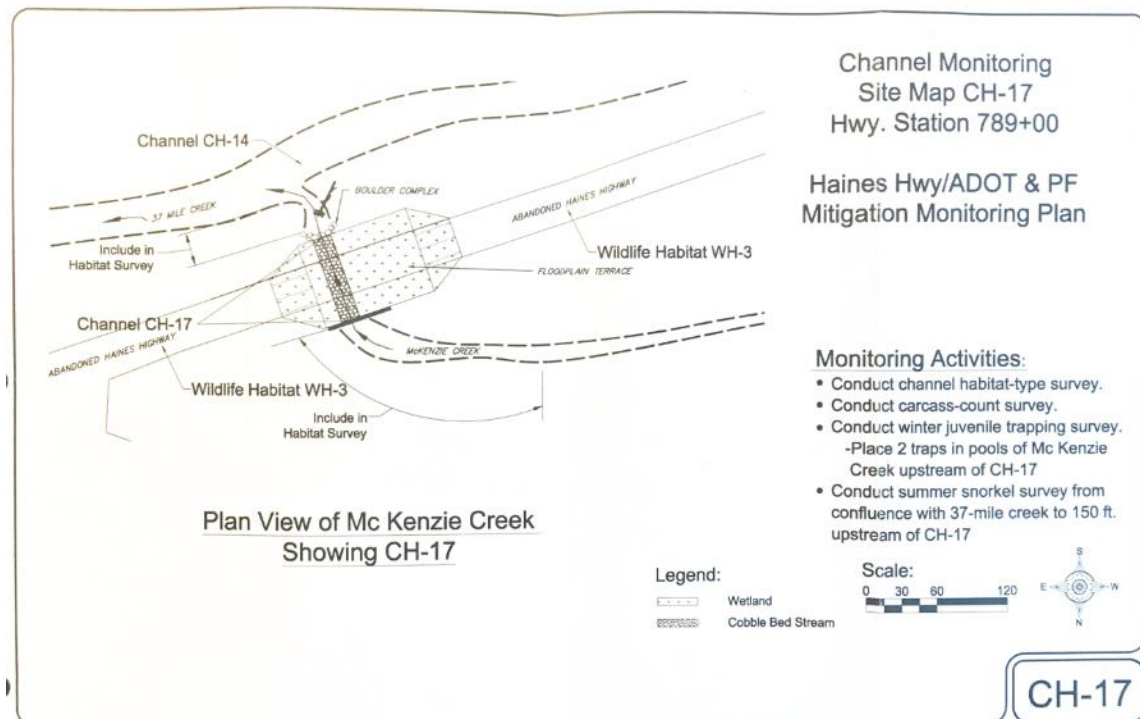 Channel Monitoring
Site Map CH-17
Hwy. Station 789+00
Haines Hwy/ADOT & PF
Mitigation Monitoring Plan
Channel CH-14
BOULDER COMPLEX
37 MILE CREEK
Include in
Habitat Survey
ABANDONED HAINES HIGHWAY
Wildlife Habitat WH-3
FLOODPLAIN TERRACE
Channel CH-17
ABANDONED HAINES HIGHWAY
McKENZIE CREEK
Wildlife Habitat WH-3
Include in
Habitat Survey
Plan View of Mc Kenzie Creek
Showing CH-17
Monitoring Activities:
• Conduct channel habitat-type survey.
• Conduct carcass-count survey.
• Conduct winter juvenile trapping survey.
-Place 2 traps in pools of Mc Kenzie
Creek upstream of CH-17
• Conduct summer snorkel survey from
confluence with 37-mile creek to 150 ft.
upstream of CH-17
Legend:
Wetland
Cobble Bed Stream
Scale:
0 30 60 120
S
E W
N
CH-17